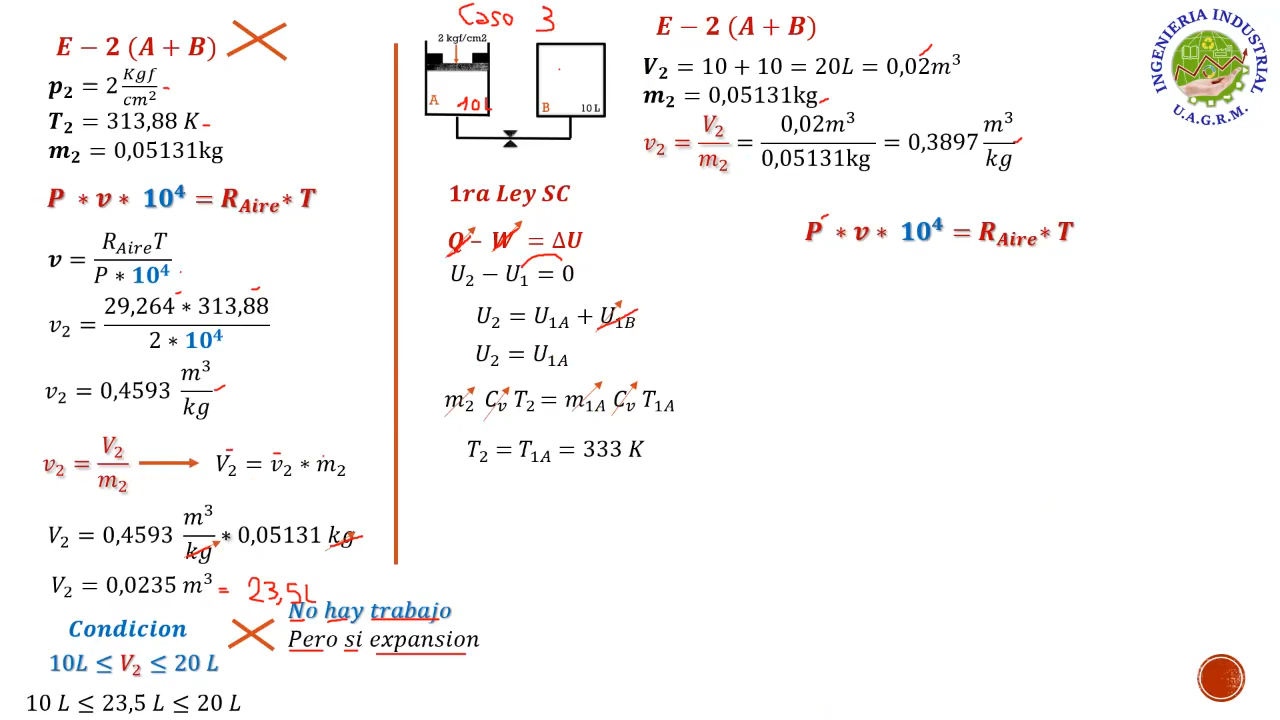 E − 2 (A + B)
p₂ = 2 Kgf/cm²
T₂ = 313,88 K
m₂ = 0,05131kg
P ∗ v ∗ 10⁴ = R_Aire ∗ T
v = R_Aire T / P ∗ 10⁴
v₂ = 29,264 ∗ 313,88 / 2 ∗ 10⁴
v₂ = 0,4593 m³/kg
v₂ = V₂/m₂ → V₂ = v₂ ∗ m₂
V₂ = 0,4593 m³/kg ∗ 0,05131 kg
V₂ = 0,0235 m³ = 23,5L
Condicion
10L ≤ V₂ ≤ 20 L
10 L ≤ 23,5 L ≤ 20 L
No hay trabajo
Pero si expansion
Caso 3
2 kgf/cm2
A 10L
B 10 L
1ra Ley SC
Q − W = ΔU
U₂ − U₁ = 0
U₂ = U₁A + U₁B
U₂ = U₁A
m₂ Cᵥ T₂ = m₁A Cᵥ T₁A
T₂ = T₁A = 333 K
E − 2 (A + B)
V₂ = 10 + 10 = 20L = 0,02m³
m₂ = 0,05131kg
v₂ = V₂/m₂ = 0,02m³/0,05131kg = 0,3897 m³/kg
P ∗ v ∗ 10⁴ = R_Aire ∗ T
INGENIERIA INDUSTRIAL
U.A.G.R.M.